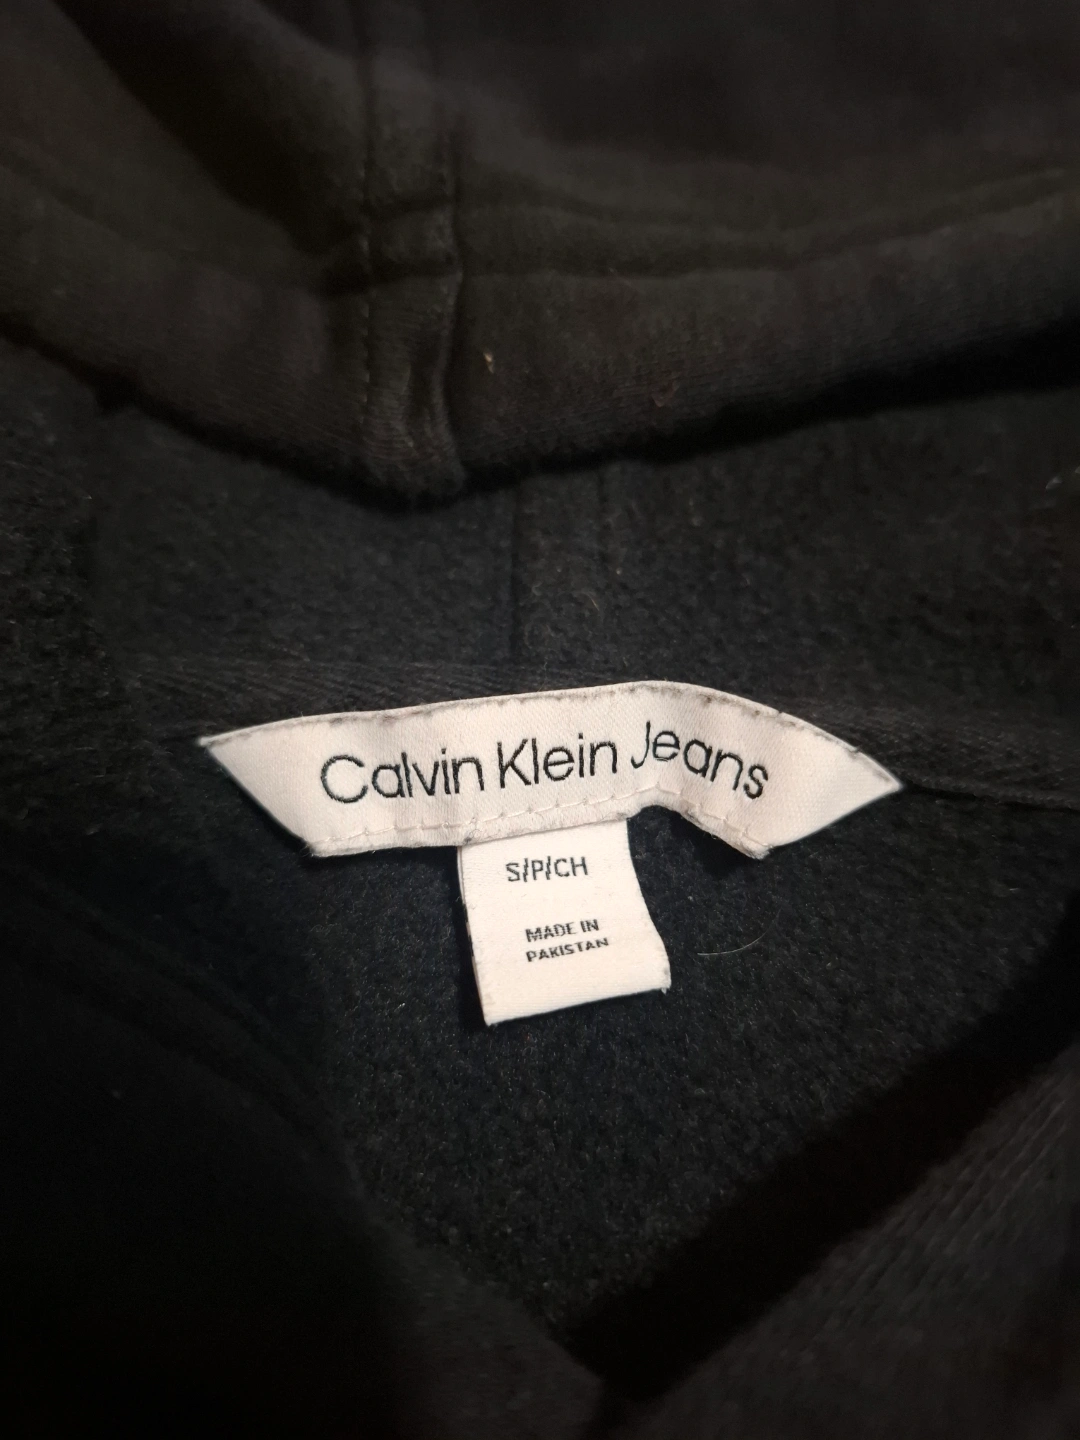 Calvin Klein Jeans
S/P/CH
MADE IN
PAKISTAN